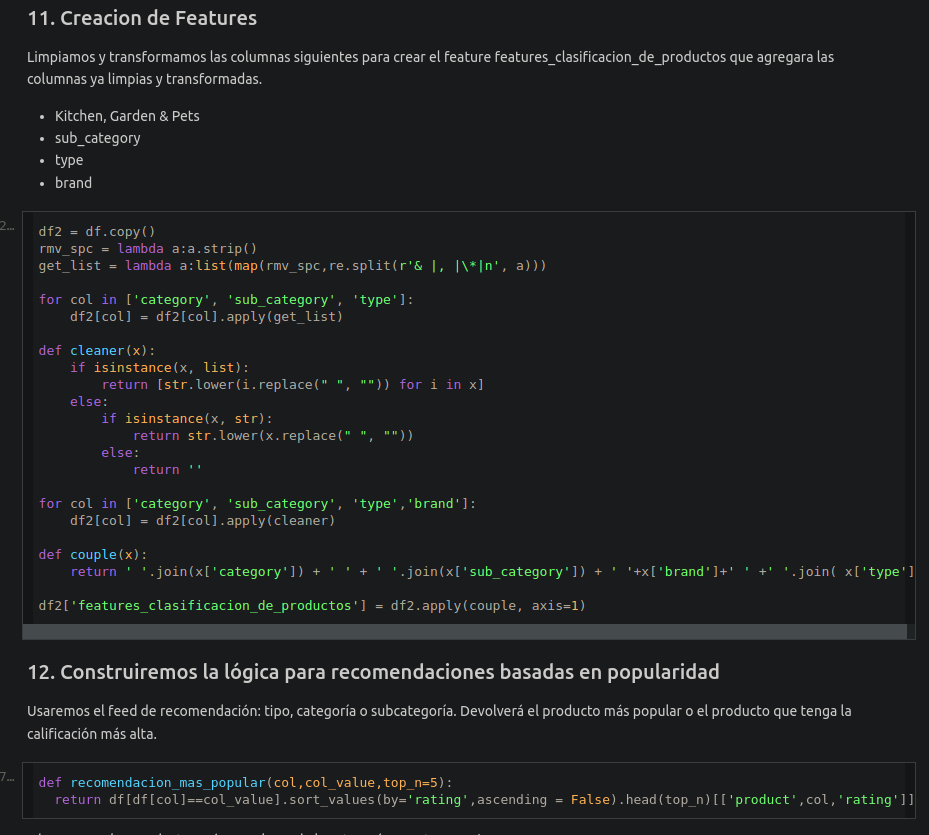 11. Creacion de Features
Limpiamos y transformamos las columnas siguientes para crear el feature features_clasificacion_de_productos que agregara las
columnas ya limpias y transformadas.
• Kitchen, Garden & Pets
• sub_category
• type
• brand
2...
df2 = df.copy()
rmv_spc = lambda a:a.strip()
get_list = lambda a:list(map(rmv_spc,re.split(r'& |, |\*|n', a)))
for col in ['category', 'sub_category', 'type']:
    df2[col] = df2[col].apply(get_list)
def cleaner(x):
    if isinstance(x, list):
        return [str.lower(i.replace(" ", "")) for i in x]
    else:
        if isinstance(x, str):
            return str.lower(x.replace(" ", ""))
        else:
            return ''
for col in ['category', 'sub_category', 'type','brand']:
    df2[col] = df2[col].apply(cleaner)
def couple(x):
    return ' '.join(x['category']) + ' ' + ' '.join(x['sub_category']) + ' '+x['brand']+' ' +' '.join( x['type']
df2['features_clasificacion_de_productos'] = df2.apply(couple, axis=1)
12. Construiremos la lógica para recomendaciones basadas en popularidad
Usaremos el feed de recomendación: tipo, categoría o subcategoría. Devolverá el producto más popular o el producto que tenga la
calificación más alta.
7...
def recomendacion_mas_popular(col,col_value,top_n=5):
  return df[df[col]==col_value].sort_values(by='rating',ascending = False).head(top_n)[['product',col,'rating']]